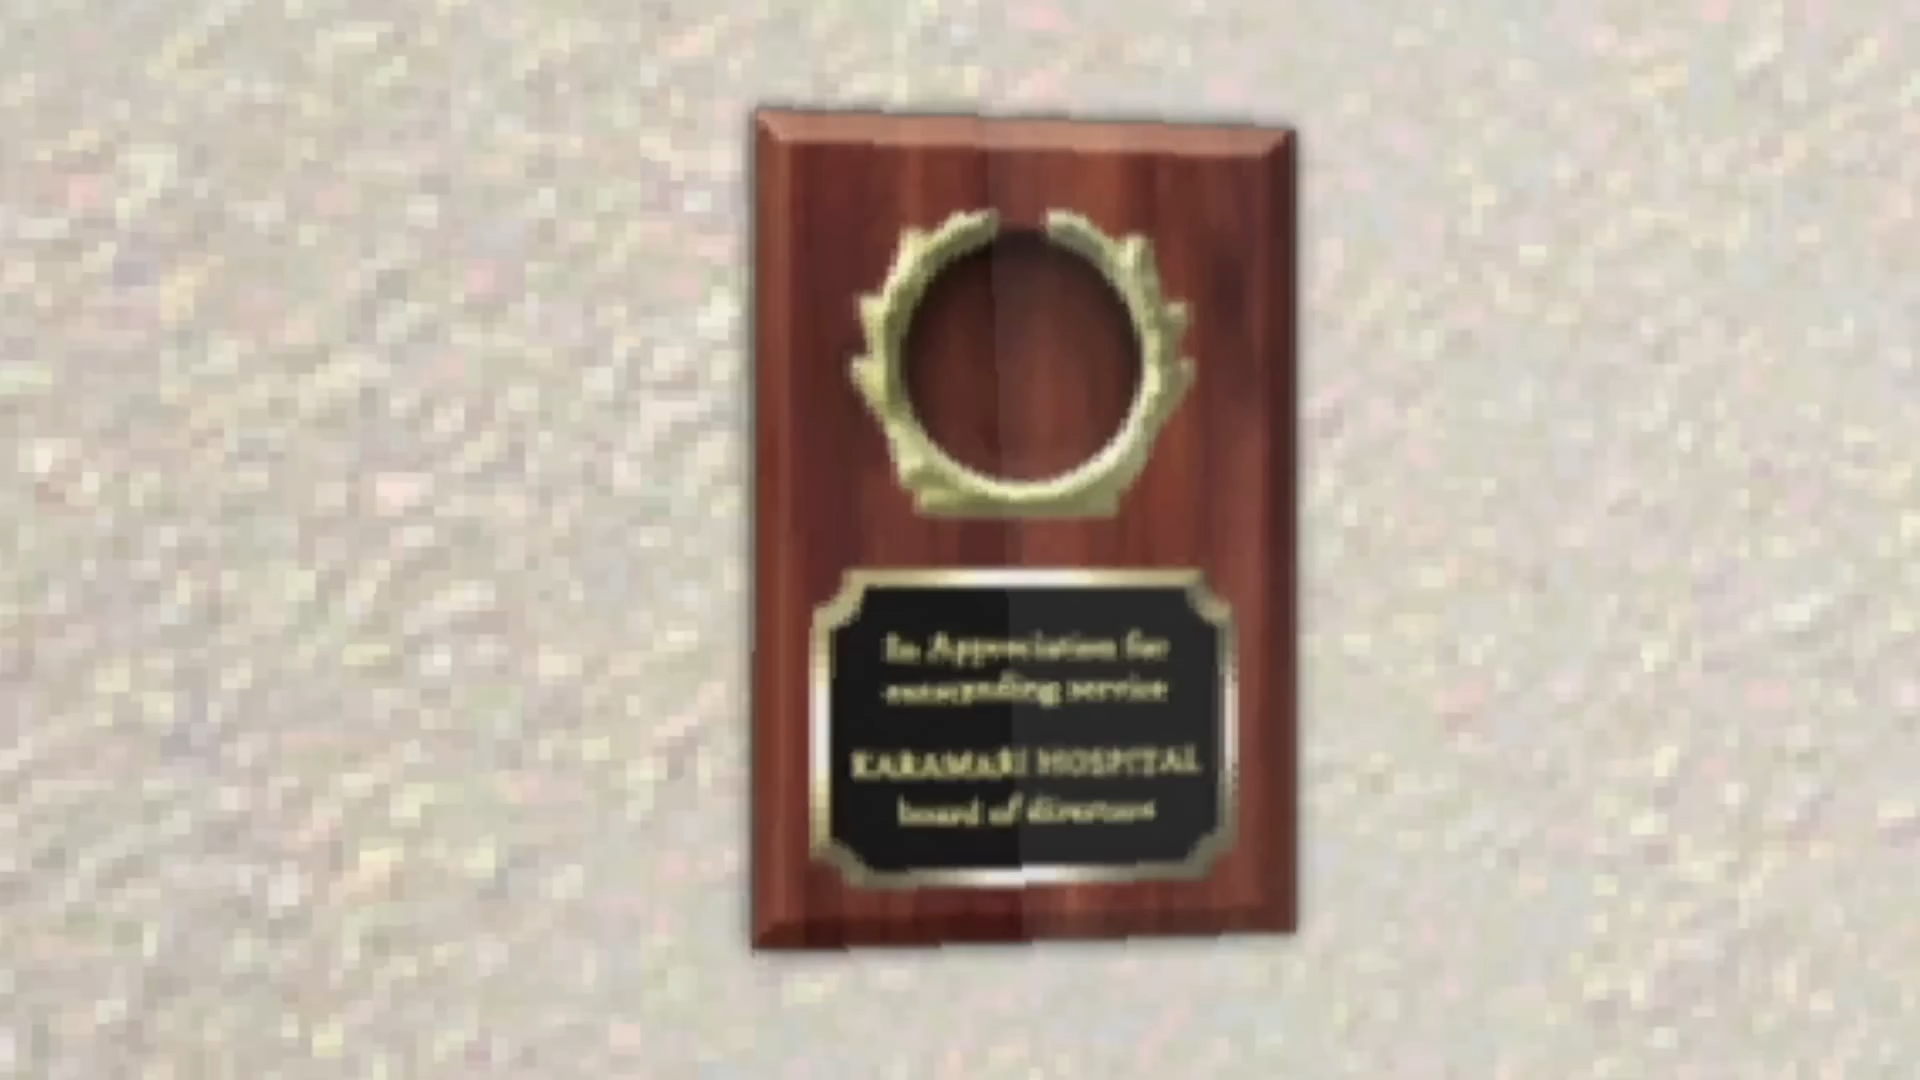 In Appreciation for
outstanding service
KARAMARI HOSPITAL
board of directors